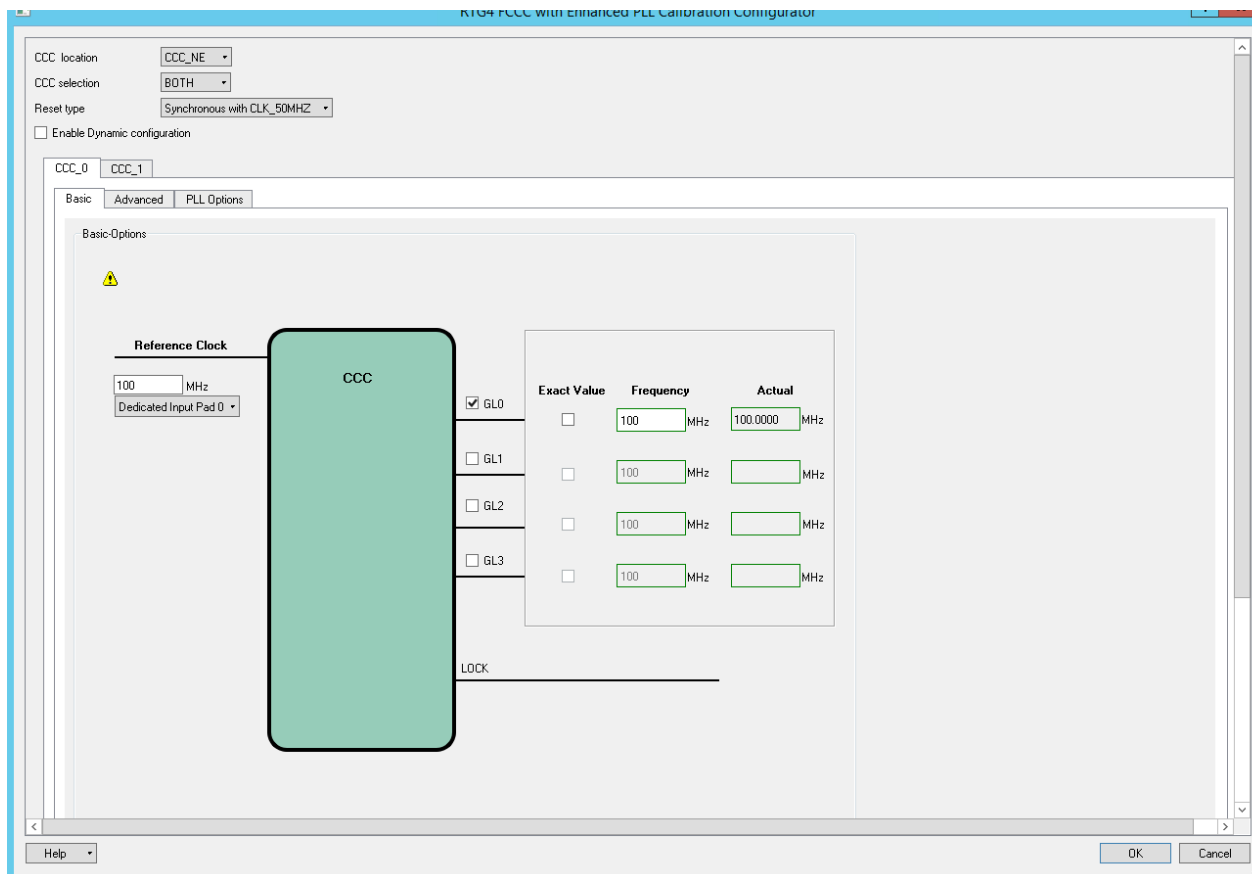 RTG4 FCCC with Enhanced PLL Calibration Configurator
CCC location CCC_NE
CCC selection BOTH
Reset type Synchronous with CLK_50MHZ
Enable Dynamic configuration
CCC_0 CCC_1
Basic Advanced PLL Options
Basic-Options
Reference Clock
100 MHz
Dedicated Input Pad 0
CCC
Exact Value Frequency Actual
GL0 100 MHz 100.0000 MHz
GL1 100 MHz MHz
GL2 100 MHz MHz
GL3 100 MHz MHz
LOCK
Help OK Cancel